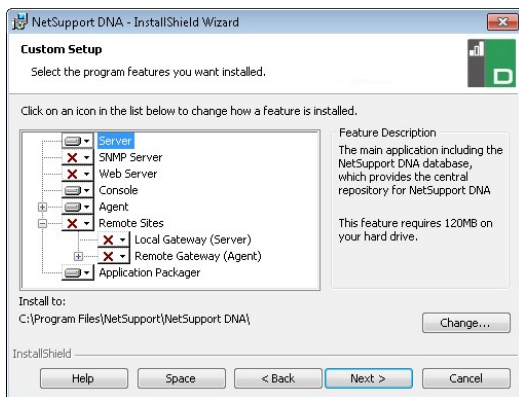 NetSupport DNA - InstallShield Wizard
Custom Setup
Select the program features you want installed.
D
Click on an icon in the list below to change how a feature is installed.
Server
SNMP Server
Web Server
Console
Agent
Remote Sites
Local Gateway (Server)
Remote Gateway (Agent)
Application Packager
Feature Description
The main application including the
NetSupport DNA database,
which provides the central
repository for NetSupport DNA
This feature requires 120MB on
your hard drive.
Install to:
C:\Program Files\NetSupport\NetSupport DNA\
Change...
InstallShield
Help
Space
< Back
Next >
Cancel